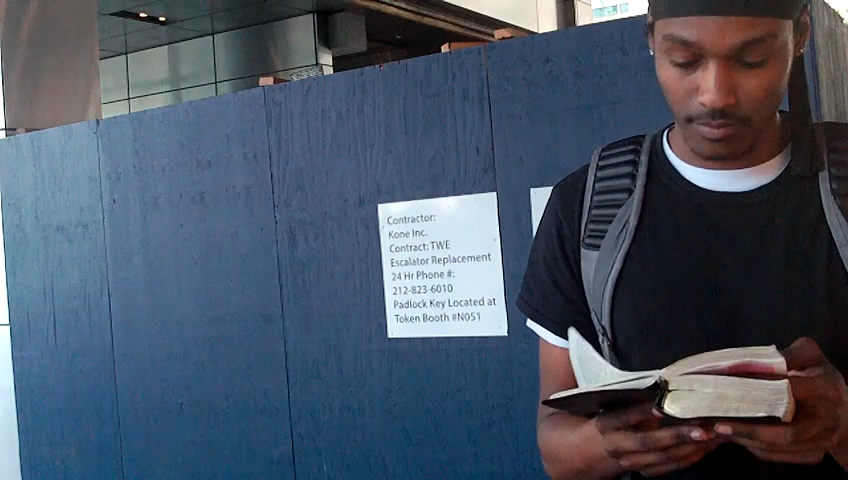 Contractor:
Kone Inc.
Contract: TWE
Escalator Replacement
24 Hr Phone #:
212-823-6010
Padlock Key Located at
Token Booth #N051